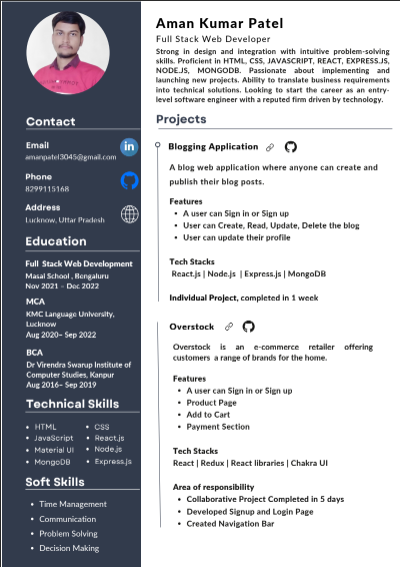 Aman Kumar Patel
Full Stack Web Developer
Strong in design and integration with intuitive problem-solving
skills. Proficient in HTML, CSS, JAVASCRIPT, REACT, EXPRESS.JS,
NODE.JS, MONGODB. Passionate about implementing and
launching new projects. Ability to translate business requirements
into technical solutions. Looking to start the career as an entry-
level software engineer with a reputed firm driven by technology.
Contact
Email
amanpatel3045@gmail.com
in
Phone
8299115168
Address
Lucknow, Uttar Pradesh
Education
Full Stack Web Development
Masai School , Bengaluru
Nov 2021 – Dec 2022
MCA
KMC Language University,
Lucknow
Aug 2020– Sep 2022
BCA
Dr Virendra Swarup Institute of
Computer Studies, Kanpur
Aug 2016– Sep 2019
Technical Skills
• HTML
• CSS
• JavaScript
• React.js
• Material UI
• Node.js
• MongoDB
• Express.js
Soft Skills
• Time Management
• Communication
• Problem Solving
• Decision Making
Projects
Blogging Application
A blog web application where anyone can create and
publish their blog posts.
Features
• A user can Sign in or Sign up
• User can Create, Read, Update, Delete the blog
• User can update their profile
Tech Stacks
React.js | Node.js | Express.js | MongoDB
Individual Project, completed in 1 week
Overstock
Overstock is an e-commerce retailer offering
customers a range of brands for the home.
Features
• A user can Sign in or Sign up
• Product Page
• Add to Cart
• Payment Section
Tech Stacks
React | Redux | React libraries | Chakra UI
Area of responsibility
• Collaborative Project Completed in 5 days
• Developed Signup and Login Page
• Created Navigation Bar